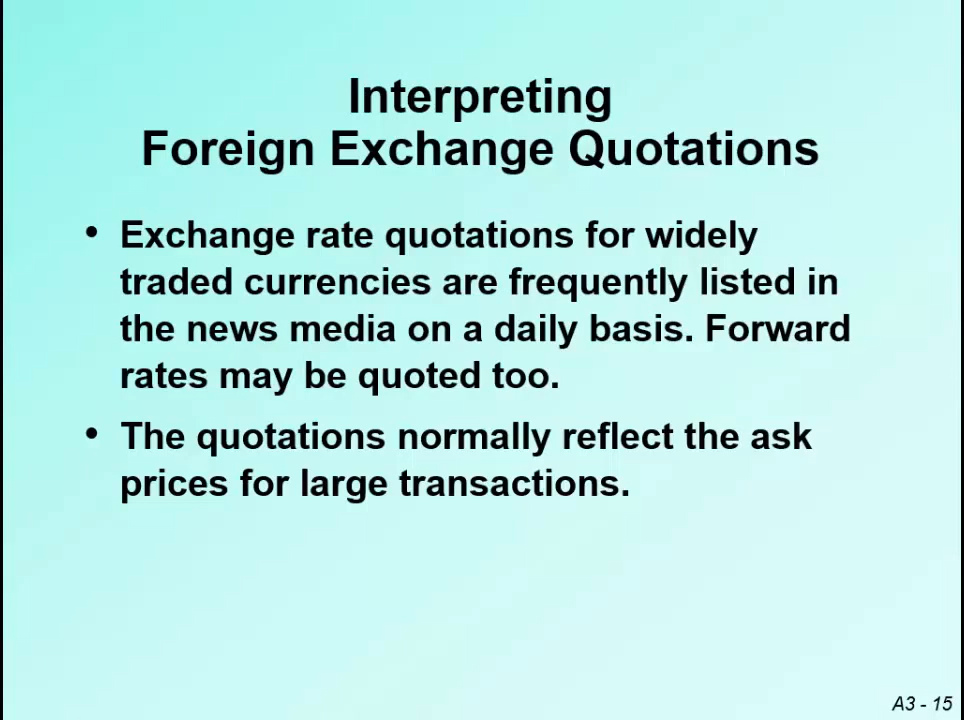 Interpreting
Foreign Exchange Quotations
• Exchange rate quotations for widely
traded currencies are frequently listed in
the news media on a daily basis. Forward
rates may be quoted too.
• The quotations normally reflect the ask
prices for large transactions.
A3 - 15